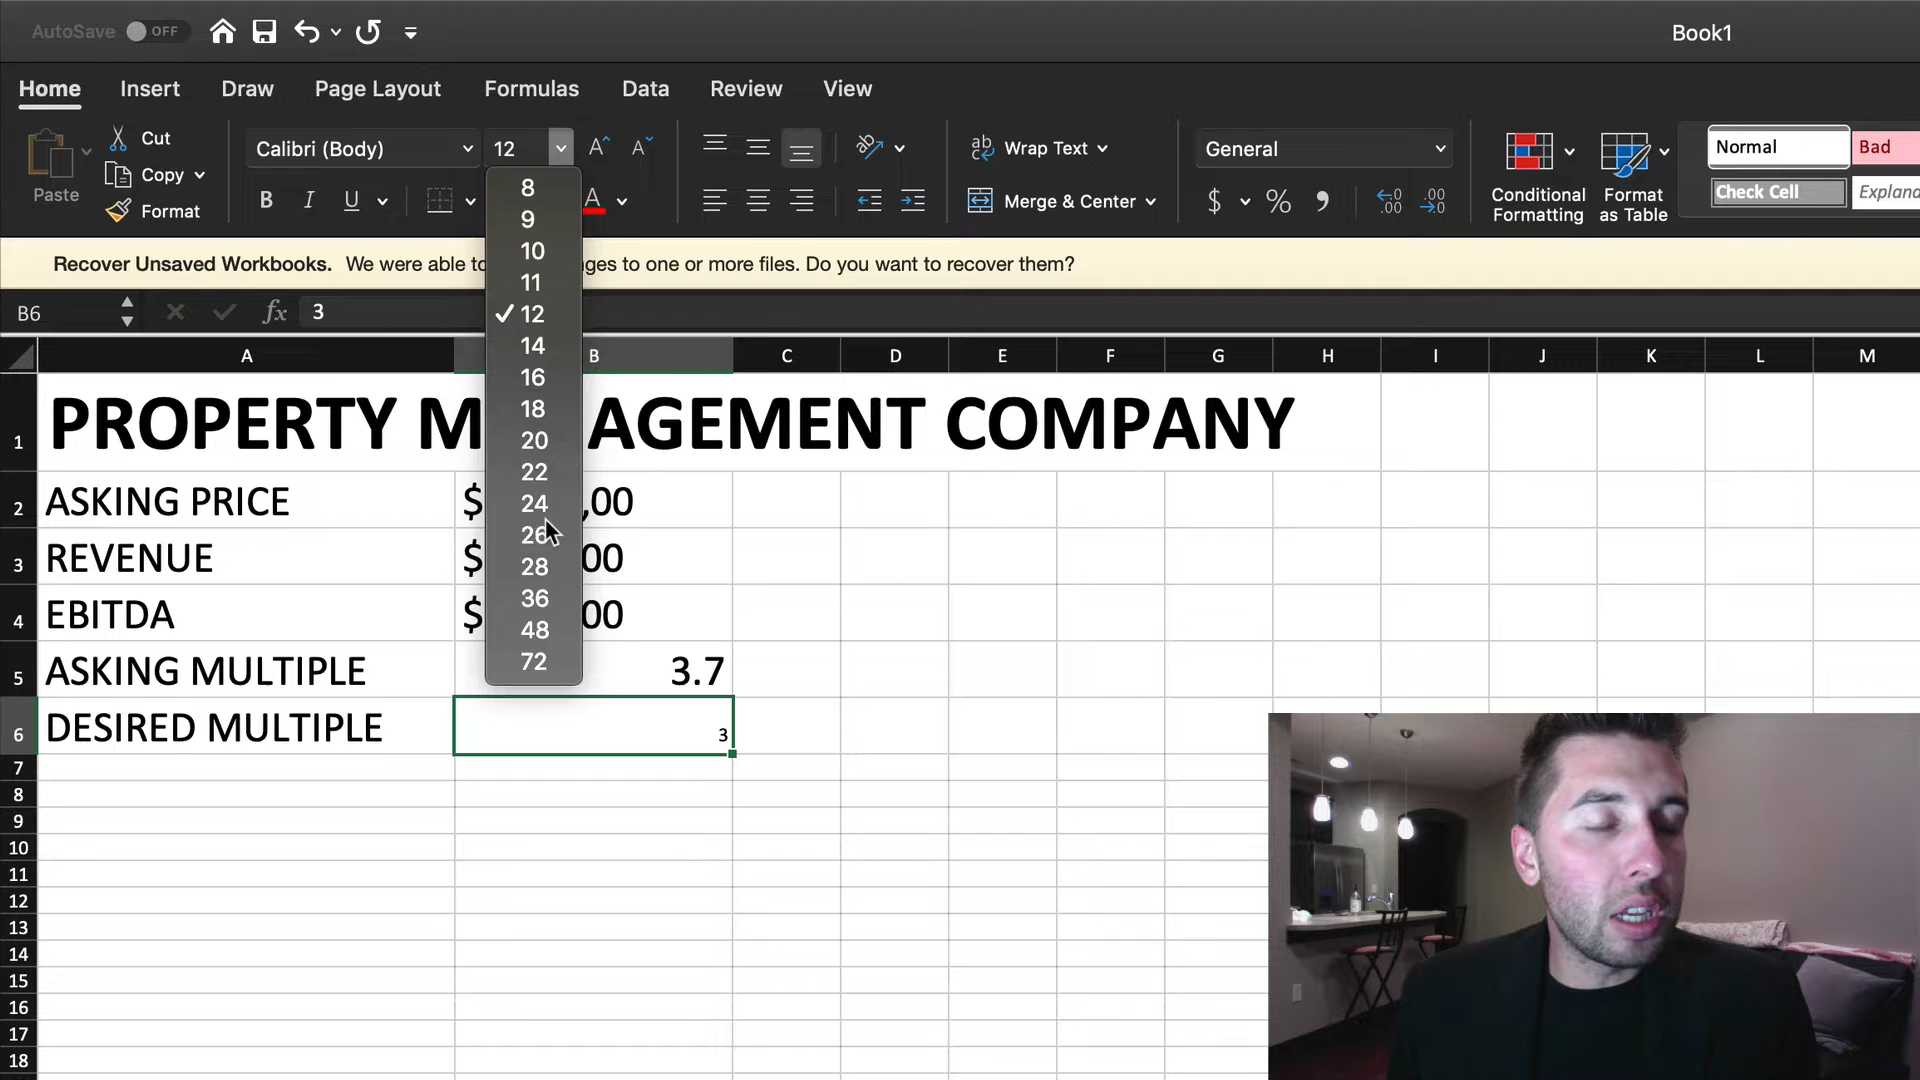 AutoSave OFF
Book1
Home Insert Draw Page Layout Formulas Data Review View
Paste
Cut
Copy
Format
Calibri (Body) 12
B I U
A A
A
ab Wrap Text
Merge & Center
General
$ % ,
.00 .00
Conditional Formatting
Format as Table
Normal Bad
Check Cell
8
9
10
11
✓ 12
14
16
18
20
22
24
26
28
36
48
72
Recover Unsaved Workbooks. We were able to nges to one or more files. Do you want to recover them?
B6 fx 3
A B C D E F G H I J K L M
1 PROPERTY M AGEMENT COMPANY
2 ASKING PRICE $ ,00
3 REVENUE $ 00
4 EBITDA $ 00
5 ASKING MULTIPLE 3.7
6 DESIRED MULTIPLE 3
7
8
9
10
11
12
13
14
15
16
17
18